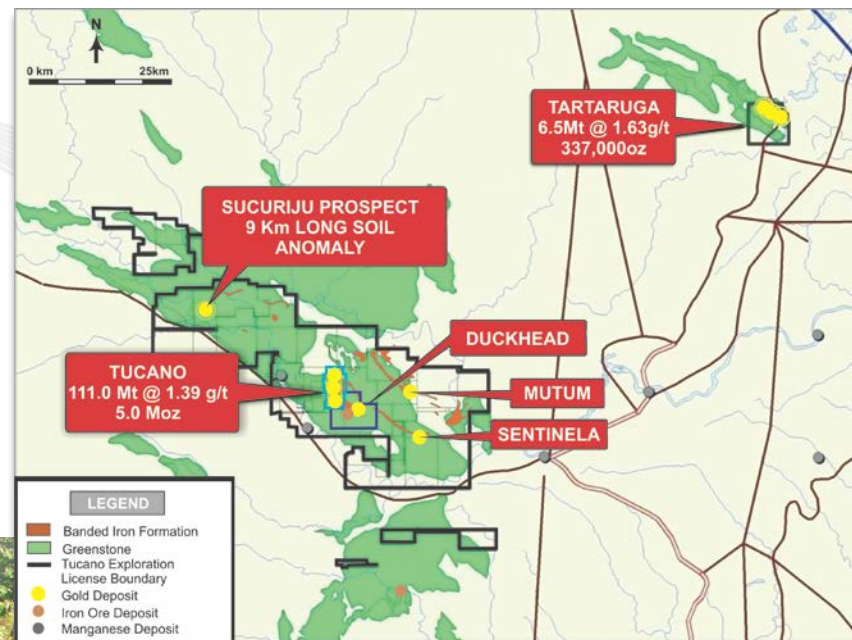 N
0 km 25km
TARTARUGA
6.5Mt @ 1.63g/t
337,000oz
SUCURIJU PROSPECT
9 Km LONG SOIL
ANOMALY
DUCKHEAD
TUCANO
111.0 Mt @ 1.39 g/t
5.0 Moz
MUTUM
SENTINELA
LEGEND
Banded Iron Formation
Greenstone
Tucano Exploration
License Boundary
Gold Deposit
Iron Ore Deposit
Manganese Deposit